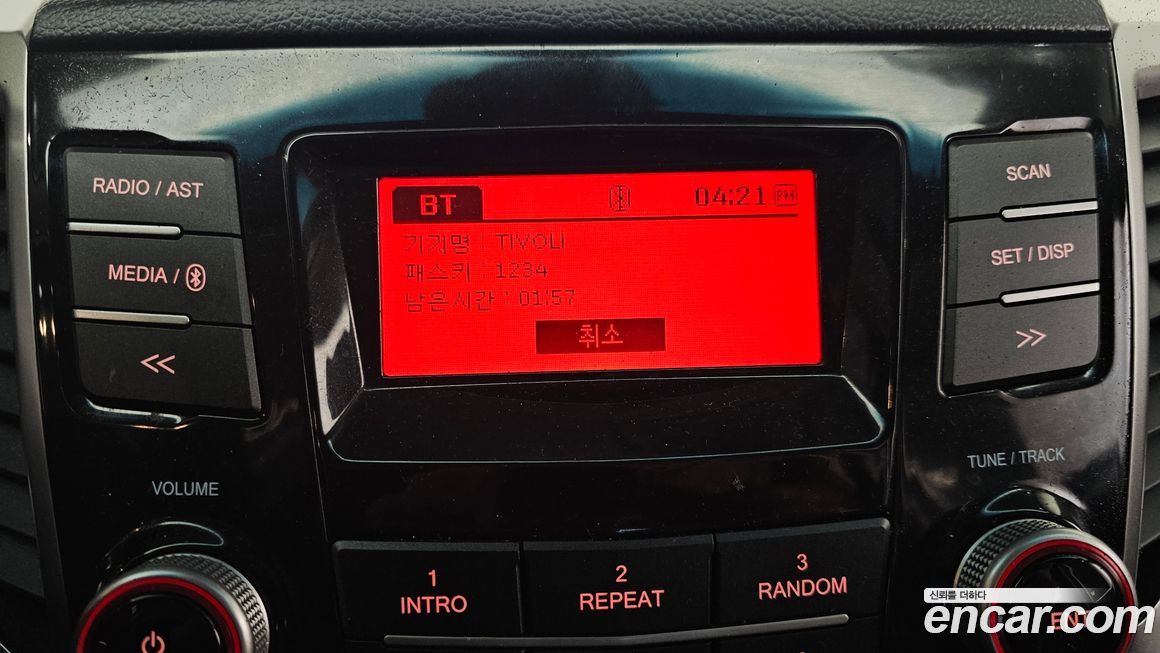 RADIO / AST
MEDIA /
<<
VOLUME
BT
04:21 PM
기기명 : TIVOLI
패스키 : 1234
남은시간 : 01:57
취소
SCAN
SET / DISP
>>
TUNE / TRACK
1
INTRO
2
REPEAT
3
RANDOM
ENT
신뢰를 더하다
encar.com